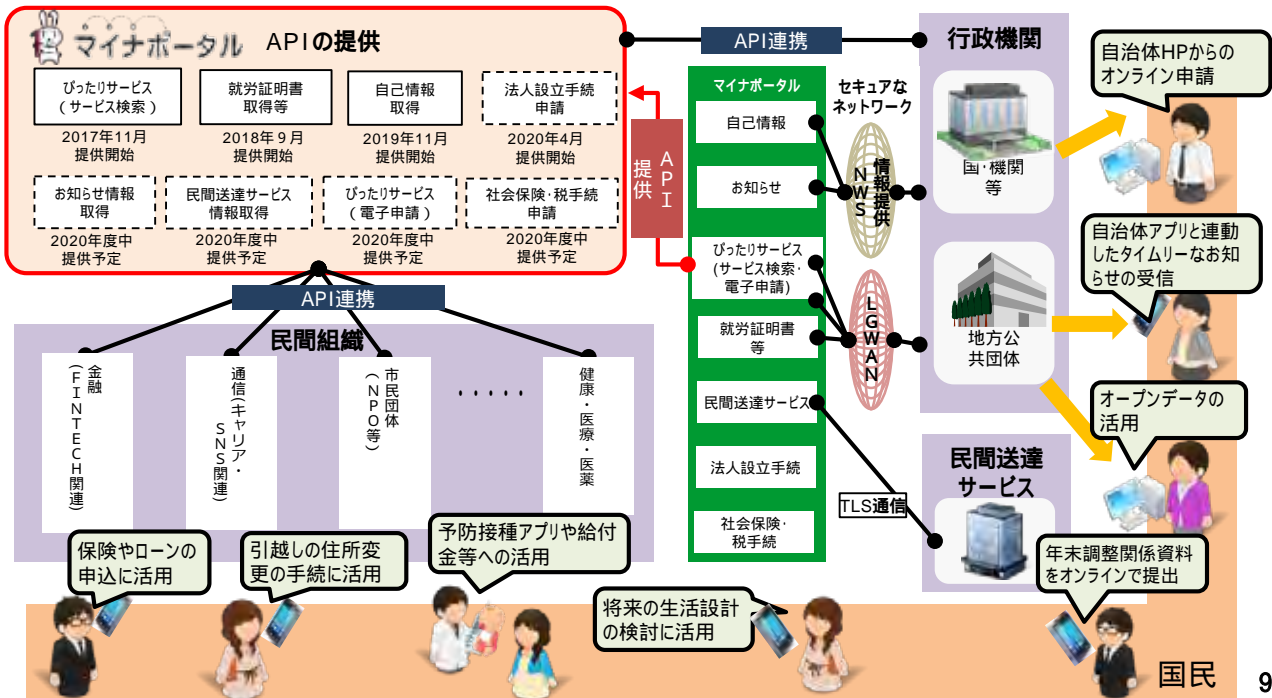 マイナポータル APIの提供
ぴったりサービス
(サービス検索)
2017年11月
提供開始
就労証明書
取得等
2018年9月
提供開始
自己情報
取得
2019年11月
提供開始
法人設立手続
申請
2020年4月
提供開始
お知らせ情報
取得
2020年度中
提供予定
民間送達サービス
情報取得
2020年度中
提供予定
ぴったりサービス
(電子申請)
2020年度中
提供予定
社会保険・税手続
申請
2020年度中
提供予定
API連携
API
提供
マイナポータル
自己情報
お知らせ
ぴったりサービス
(サービス検索・
電子申請)
就労証明書
等
民間送達サービス
法人設立手続
社会保険・
税手続
セキュアな
ネットワーク
情報提供
NWS
LGWAN
TLS通信
行政機関
国・機関
等
地方公
共団体
民間送達
サービス
自治体HPからの
オンライン申請
自治体アプリと連動
したタイムリーなお知
らせの受信
オープンデータの
活用
年末調整関係資料
をオンラインで提出
API連携
民間組織
金融
(FINTECH関連)
通信(キャリア・
SNS関連)
市民団体
(NPO等)
・・・・・
健康・医療・医薬
保険やローンの
申込に活用
引越しの住所変
更の手続に活用
予防接種アプリや給付
金等への活用
将来の生活設計
の検討に活用
国民
9